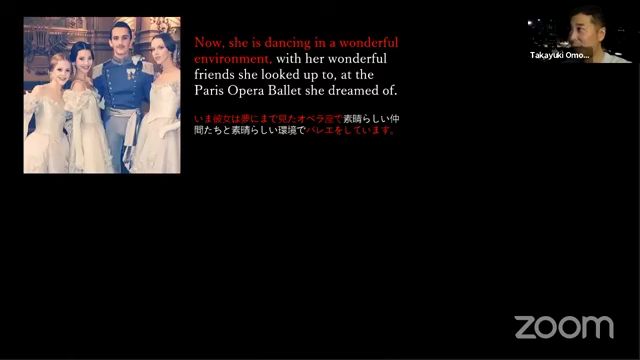 Now, she is dancing in a wonderful
environment, with her wonderful
friends she looked up to, at the
Paris Opera Ballet she dreamed of.
いま彼女は夢にまで見たオペラ座で素晴らしい仲
間たちと素晴らしい環境でバレエをしています。
Takayuki Omo...
zoom